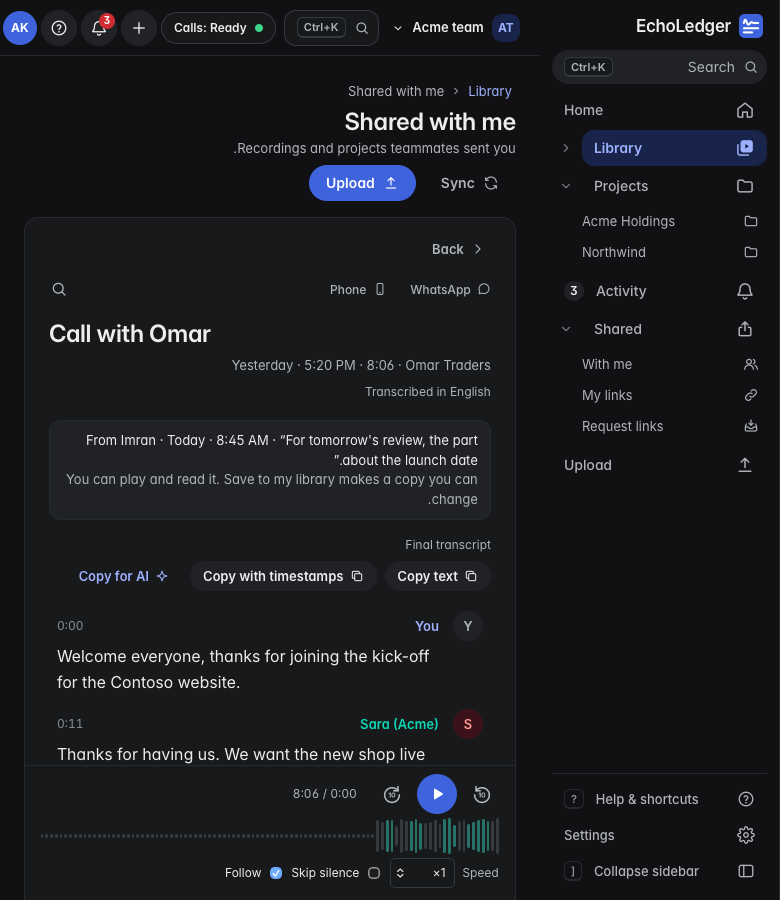 EchoLedger
Search Ctrl+K
Home
Library
Projects
Acme Holdings
Northwind
Activity 3
Shared
With me
My links
Request links
Upload
? Help & shortcuts
Settings
] Collapse sidebar
AT Acme team
Ctrl+K
Calls: Ready
3
AK
Library › Shared with me
Shared with me
.Recordings and projects teammates sent you
Sync
Upload
Back
WhatsApp
Phone
Call with Omar
Yesterday · 5:20 PM · 8:06 · Omar Traders
Transcribed in English
From Imran · Today · 8:45 AM · “For tomorrow's review, the part
”.about the launch date
You can play and read it. Save to my library makes a copy you can
.change
Final transcript
Copy text
Copy with timestamps
Copy for AI
Y You 0:00
Welcome everyone, thanks for joining the kick-off
for the Contoso website.
S Sara (Acme) 0:11
Thanks for having us. We want the new shop live
10
10
8:06 / 0:00
Speed ×1
Skip silence
Follow